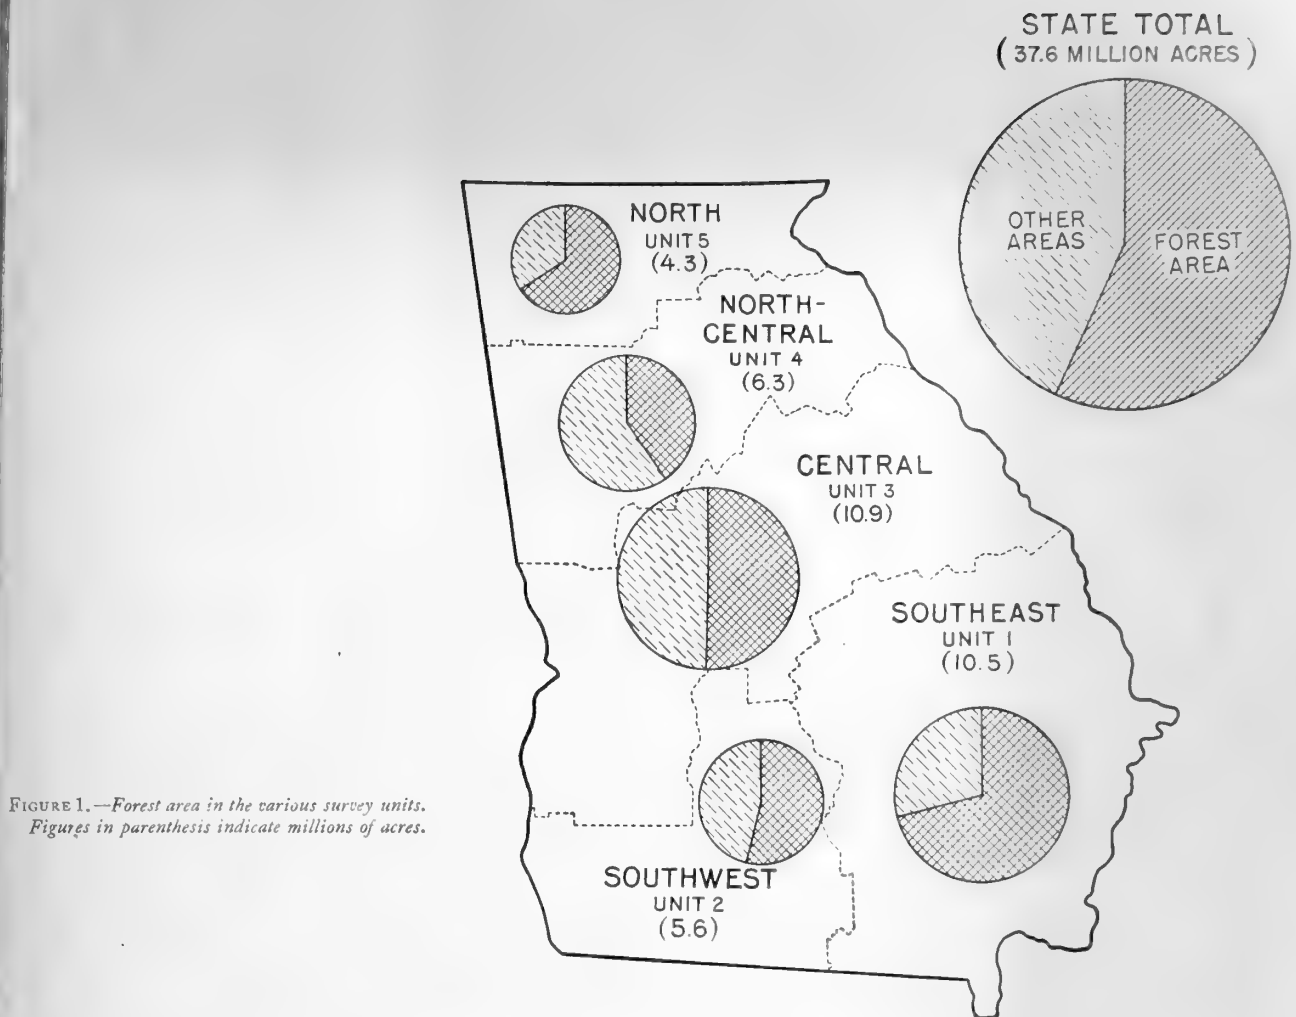 STATE TOTAL
(37.6 MILLION ACRES)
OTHER
AREAS
FOREST
AREA
NORTH
UNIT 5
(4.3)
NORTH-
CENTRAL
UNIT 4
(6.3)
CENTRAL
UNIT 3
(10.9)
SOUTHEAST
UNIT 1
(10.5)
SOUTHWEST
UNIT 2
(5.6)
FIGURE 1.—Forest area in the various survey units.
Figures in parenthesis indicate millions of acres.